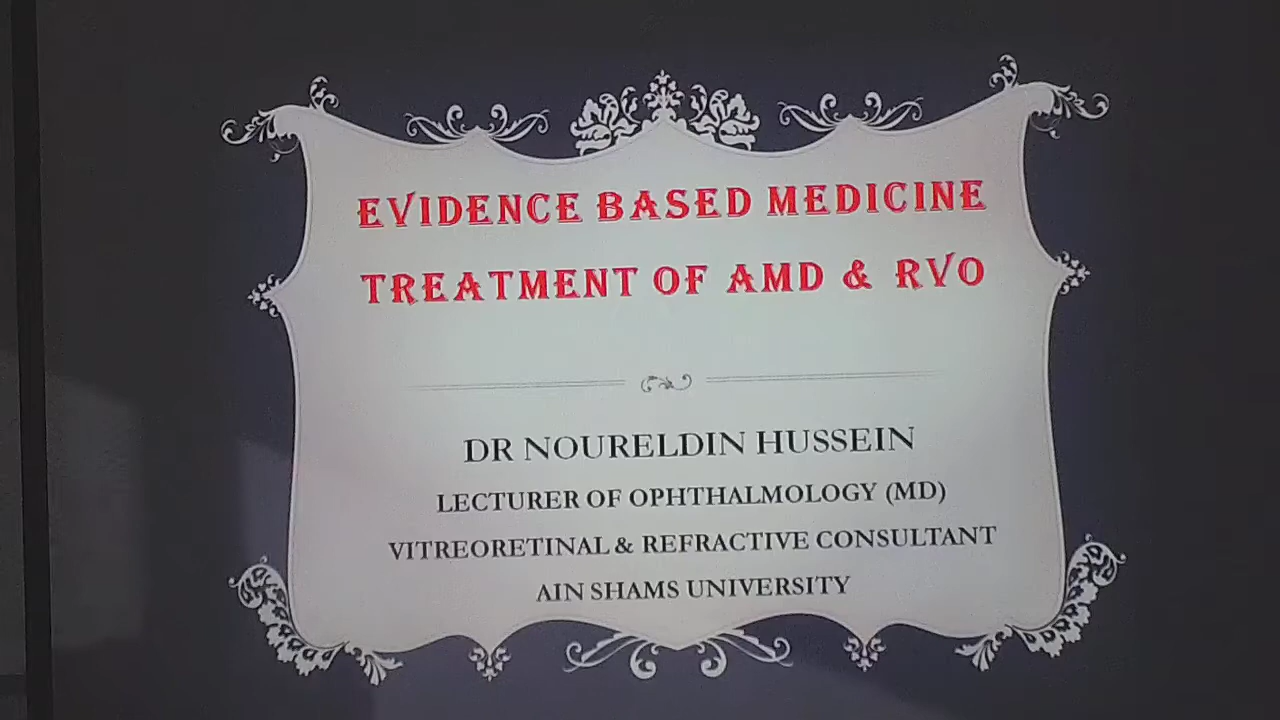 EVIDENCE BASED MEDICINE
TREATMENT OF AMD & RVO
DR NOURELDIN HUSSEIN
LECTURER OF OPHTHALMOLOGY (MD)
VITREORETINAL & REFRACTIVE CONSULTANT
AIN SHAMS UNIVERSITY